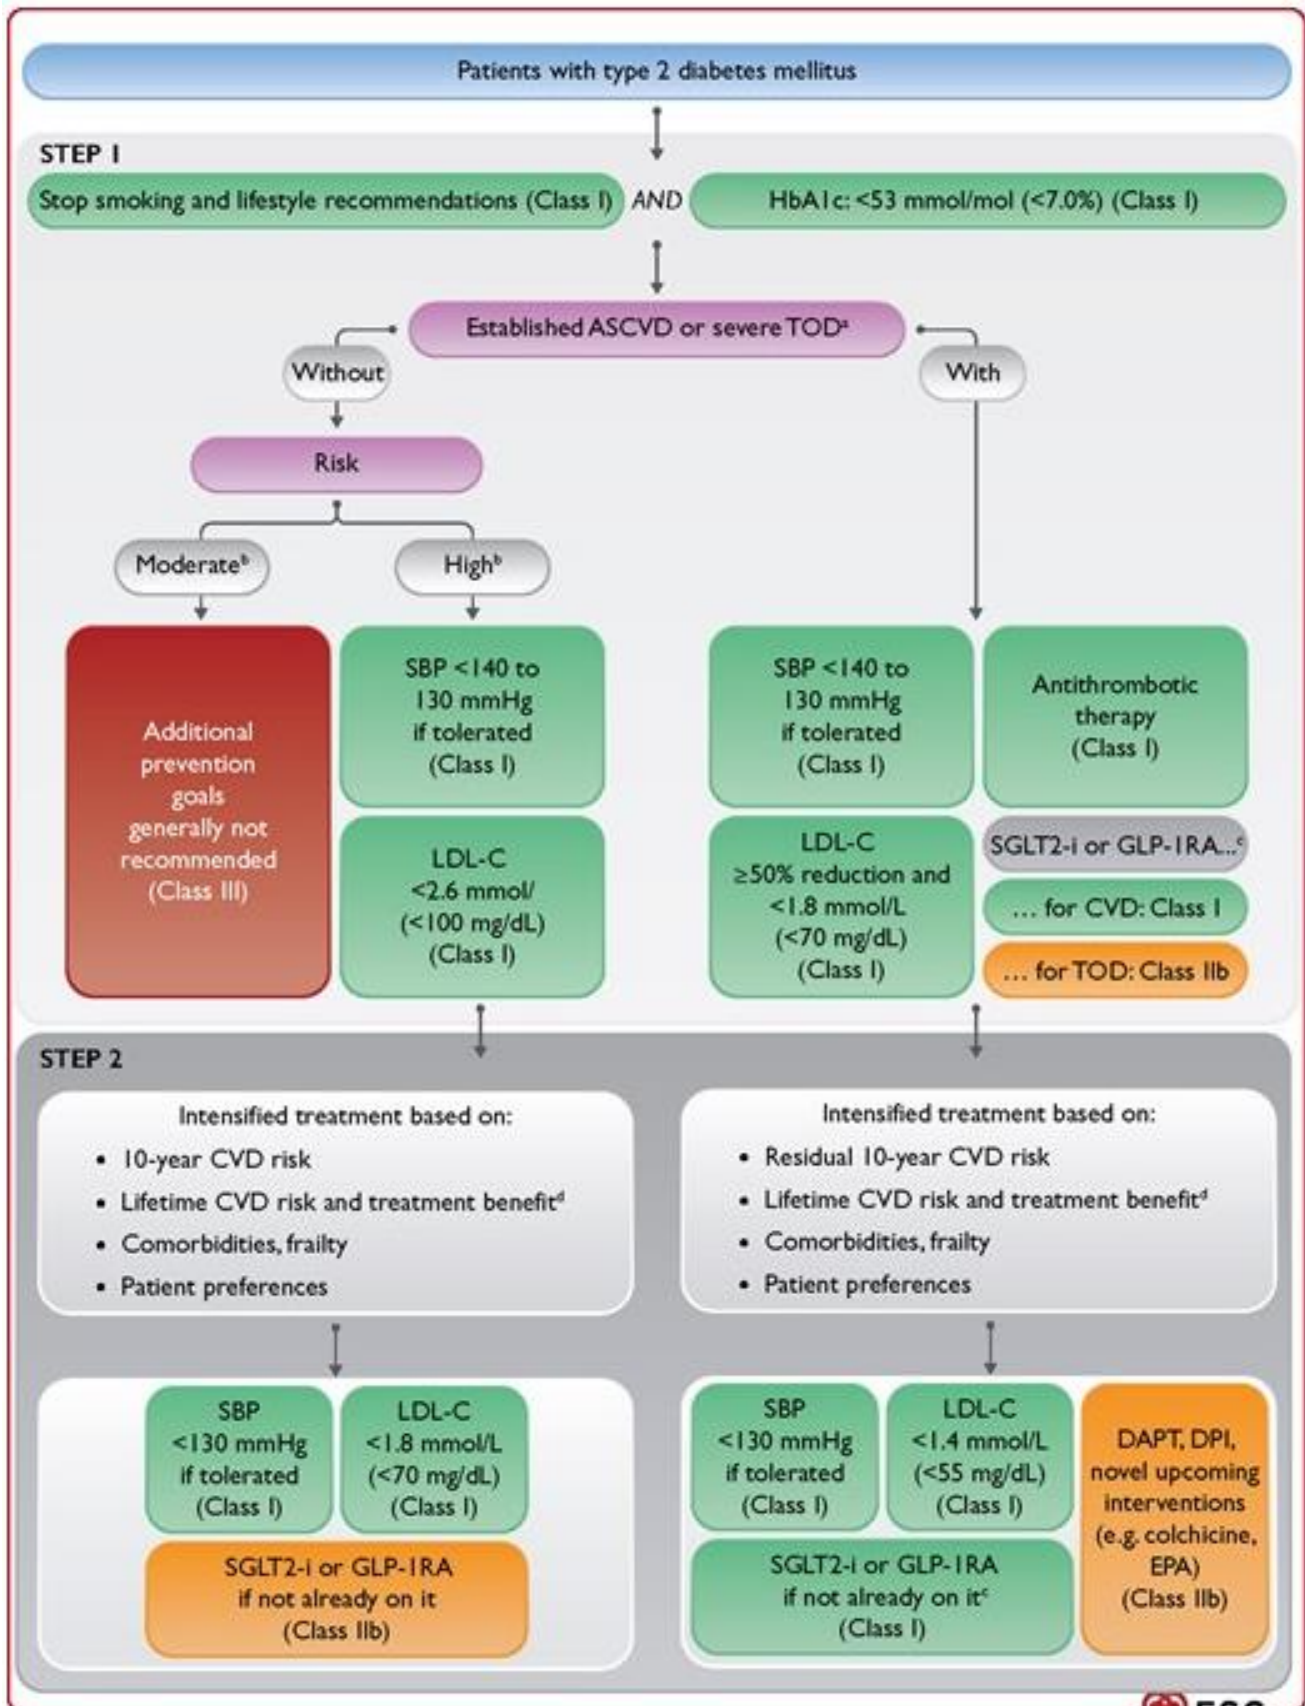 Patients with type 2 diabetes mellitus
STEP 1
Stop smoking and lifestyle recommendations (Class I)
AND
HbA1c: <53 mmol/mol (<7.0%) (Class I)
Established ASCVD or severe TODᵃ
Without
With
Risk
Moderateᵇ
Highᵇ
Additional
prevention
goals
generally not
recommended
(Class III)
SBP <140 to
130 mmHg
if tolerated
(Class I)
LDL-C
<2.6 mmol/
(<100 mg/dL)
(Class I)
SBP <140 to
130 mmHg
if tolerated
(Class I)
Antithrombotic
therapy
(Class I)
LDL-C
≥50% reduction and
<1.8 mmol/L
(<70 mg/dL)
(Class I)
SGLT2-i or GLP-1RA...ᶜ
... for CVD: Class I
... for TOD: Class IIb
STEP 2
Intensified treatment based on:
• 10-year CVD risk
• Lifetime CVD risk and treatment benefitᵈ
• Comorbidities, frailty
• Patient preferences
Intensified treatment based on:
• Residual 10-year CVD risk
• Lifetime CVD risk and treatment benefitᵈ
• Comorbidities, frailty
• Patient preferences
SBP
<130 mmHg
if tolerated
(Class I)
LDL-C
<1.8 mmol/L
(<70 mg/dL)
(Class I)
SGLT2-i or GLP-1RA
if not already on it
(Class IIb)
SBP
<130 mmHg
if tolerated
(Class I)
LDL-C
<1.4 mmol/L
(<55 mg/dL)
(Class I)
SGLT2-i or GLP-1RA
if not already on itᶜ
(Class I)
DAPT, DPI,
novel upcoming
interventions
(e.g. colchicine,
EPA)
(Class IIb)